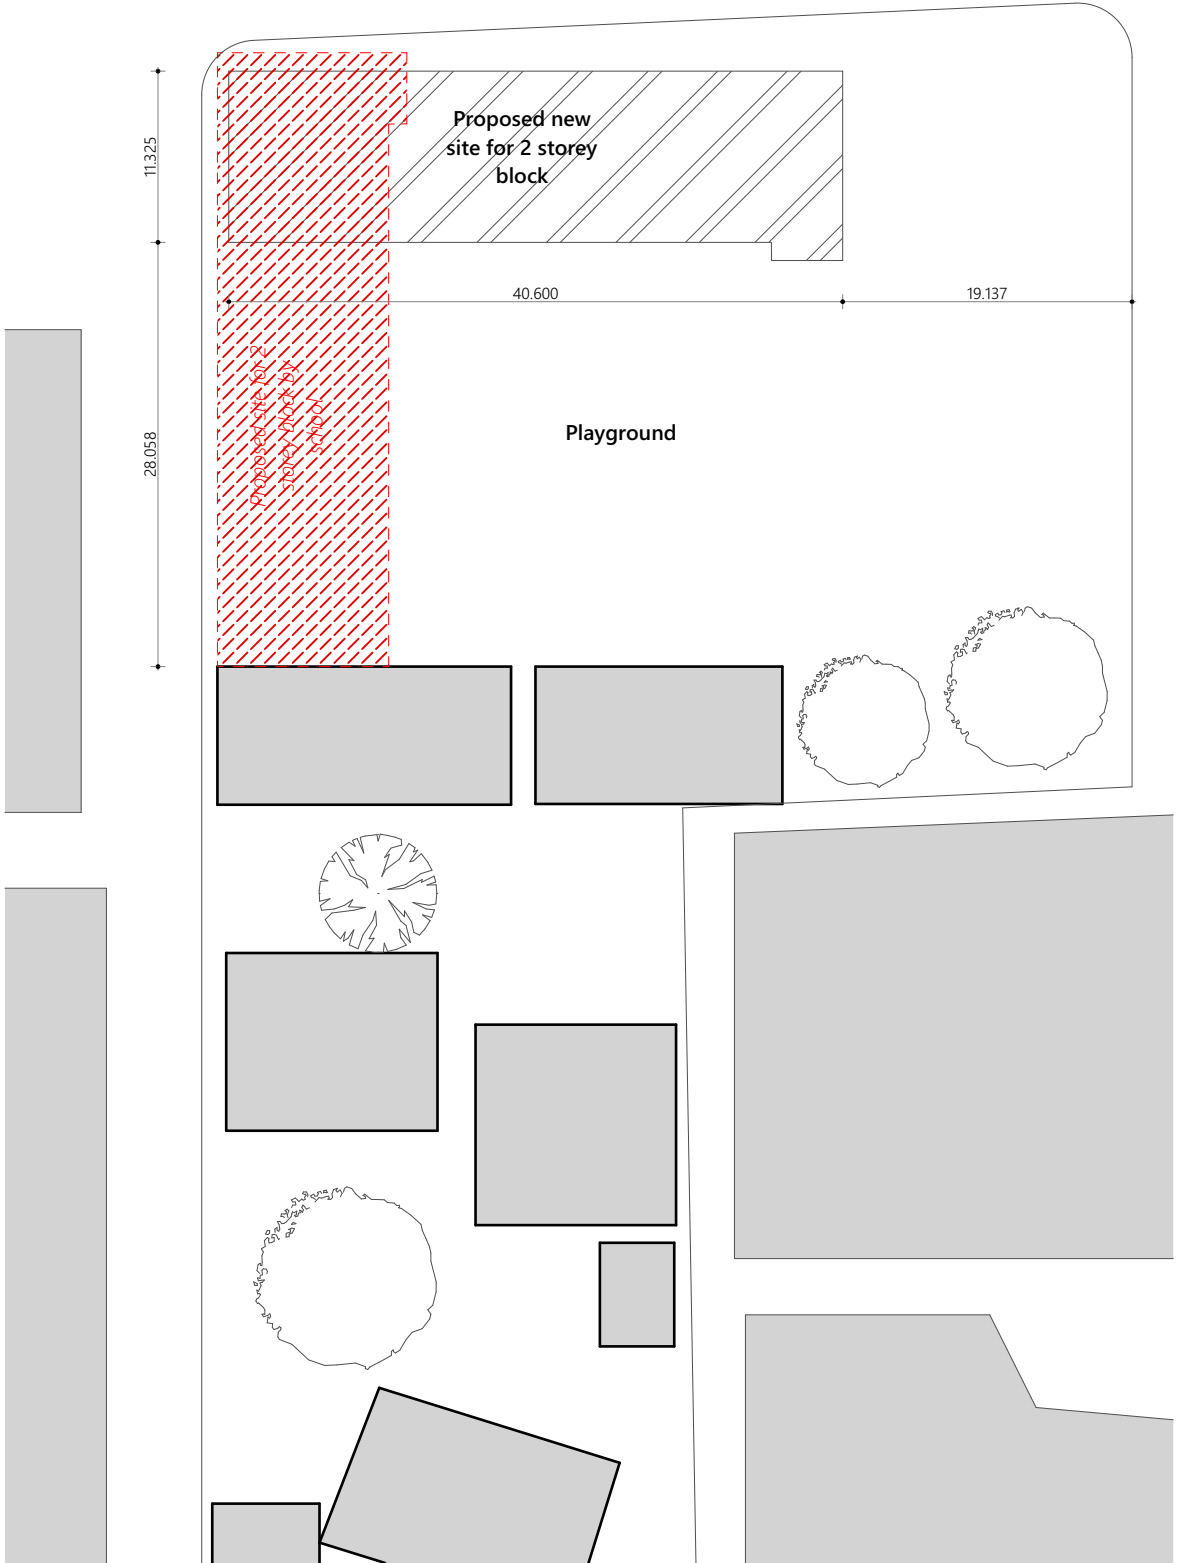 Proposed new
site for 2 storey
block
11.325
40.600
19.137
Proposed site for 2
storey block by
school
Playground
28.058